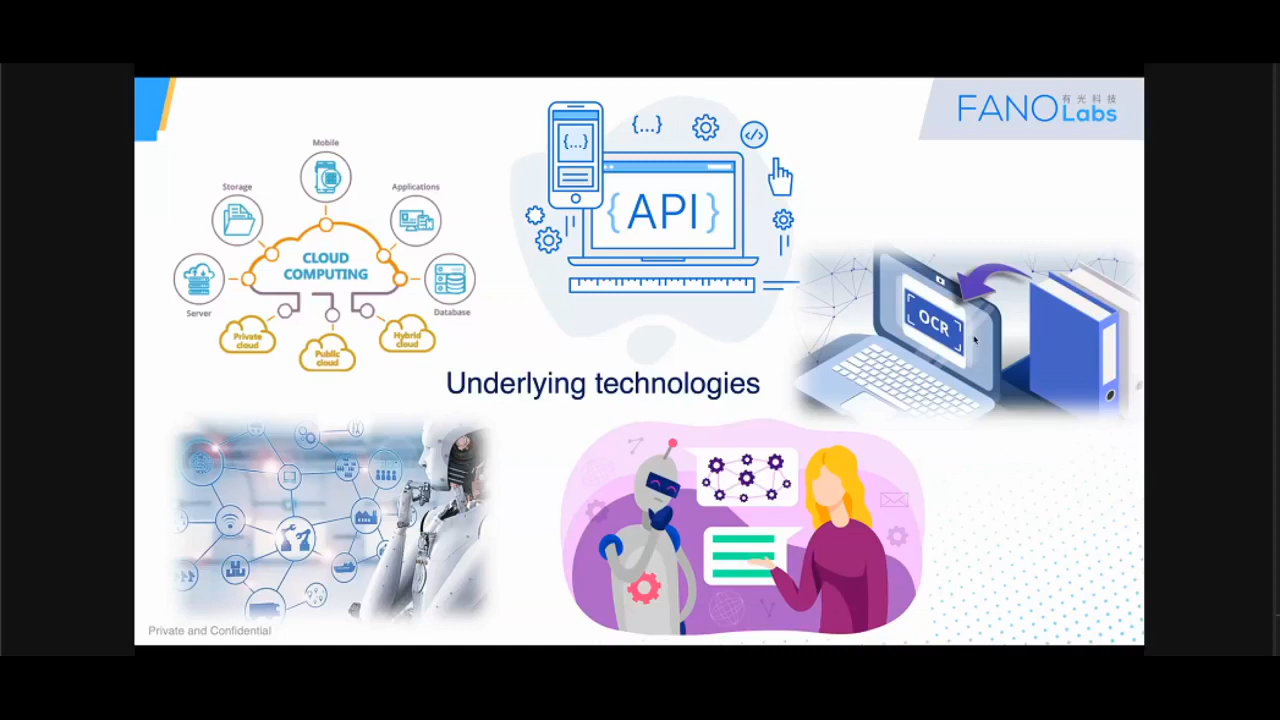 FANO 有光科技
Labs
Mobile
Storage
Applications
CLOUD
COMPUTING
Server
Database
Private
cloud
Public
cloud
Hybrid
cloud
{...}
{...}
</>
{API}
OCR
Underlying technologies
Private and Confidential